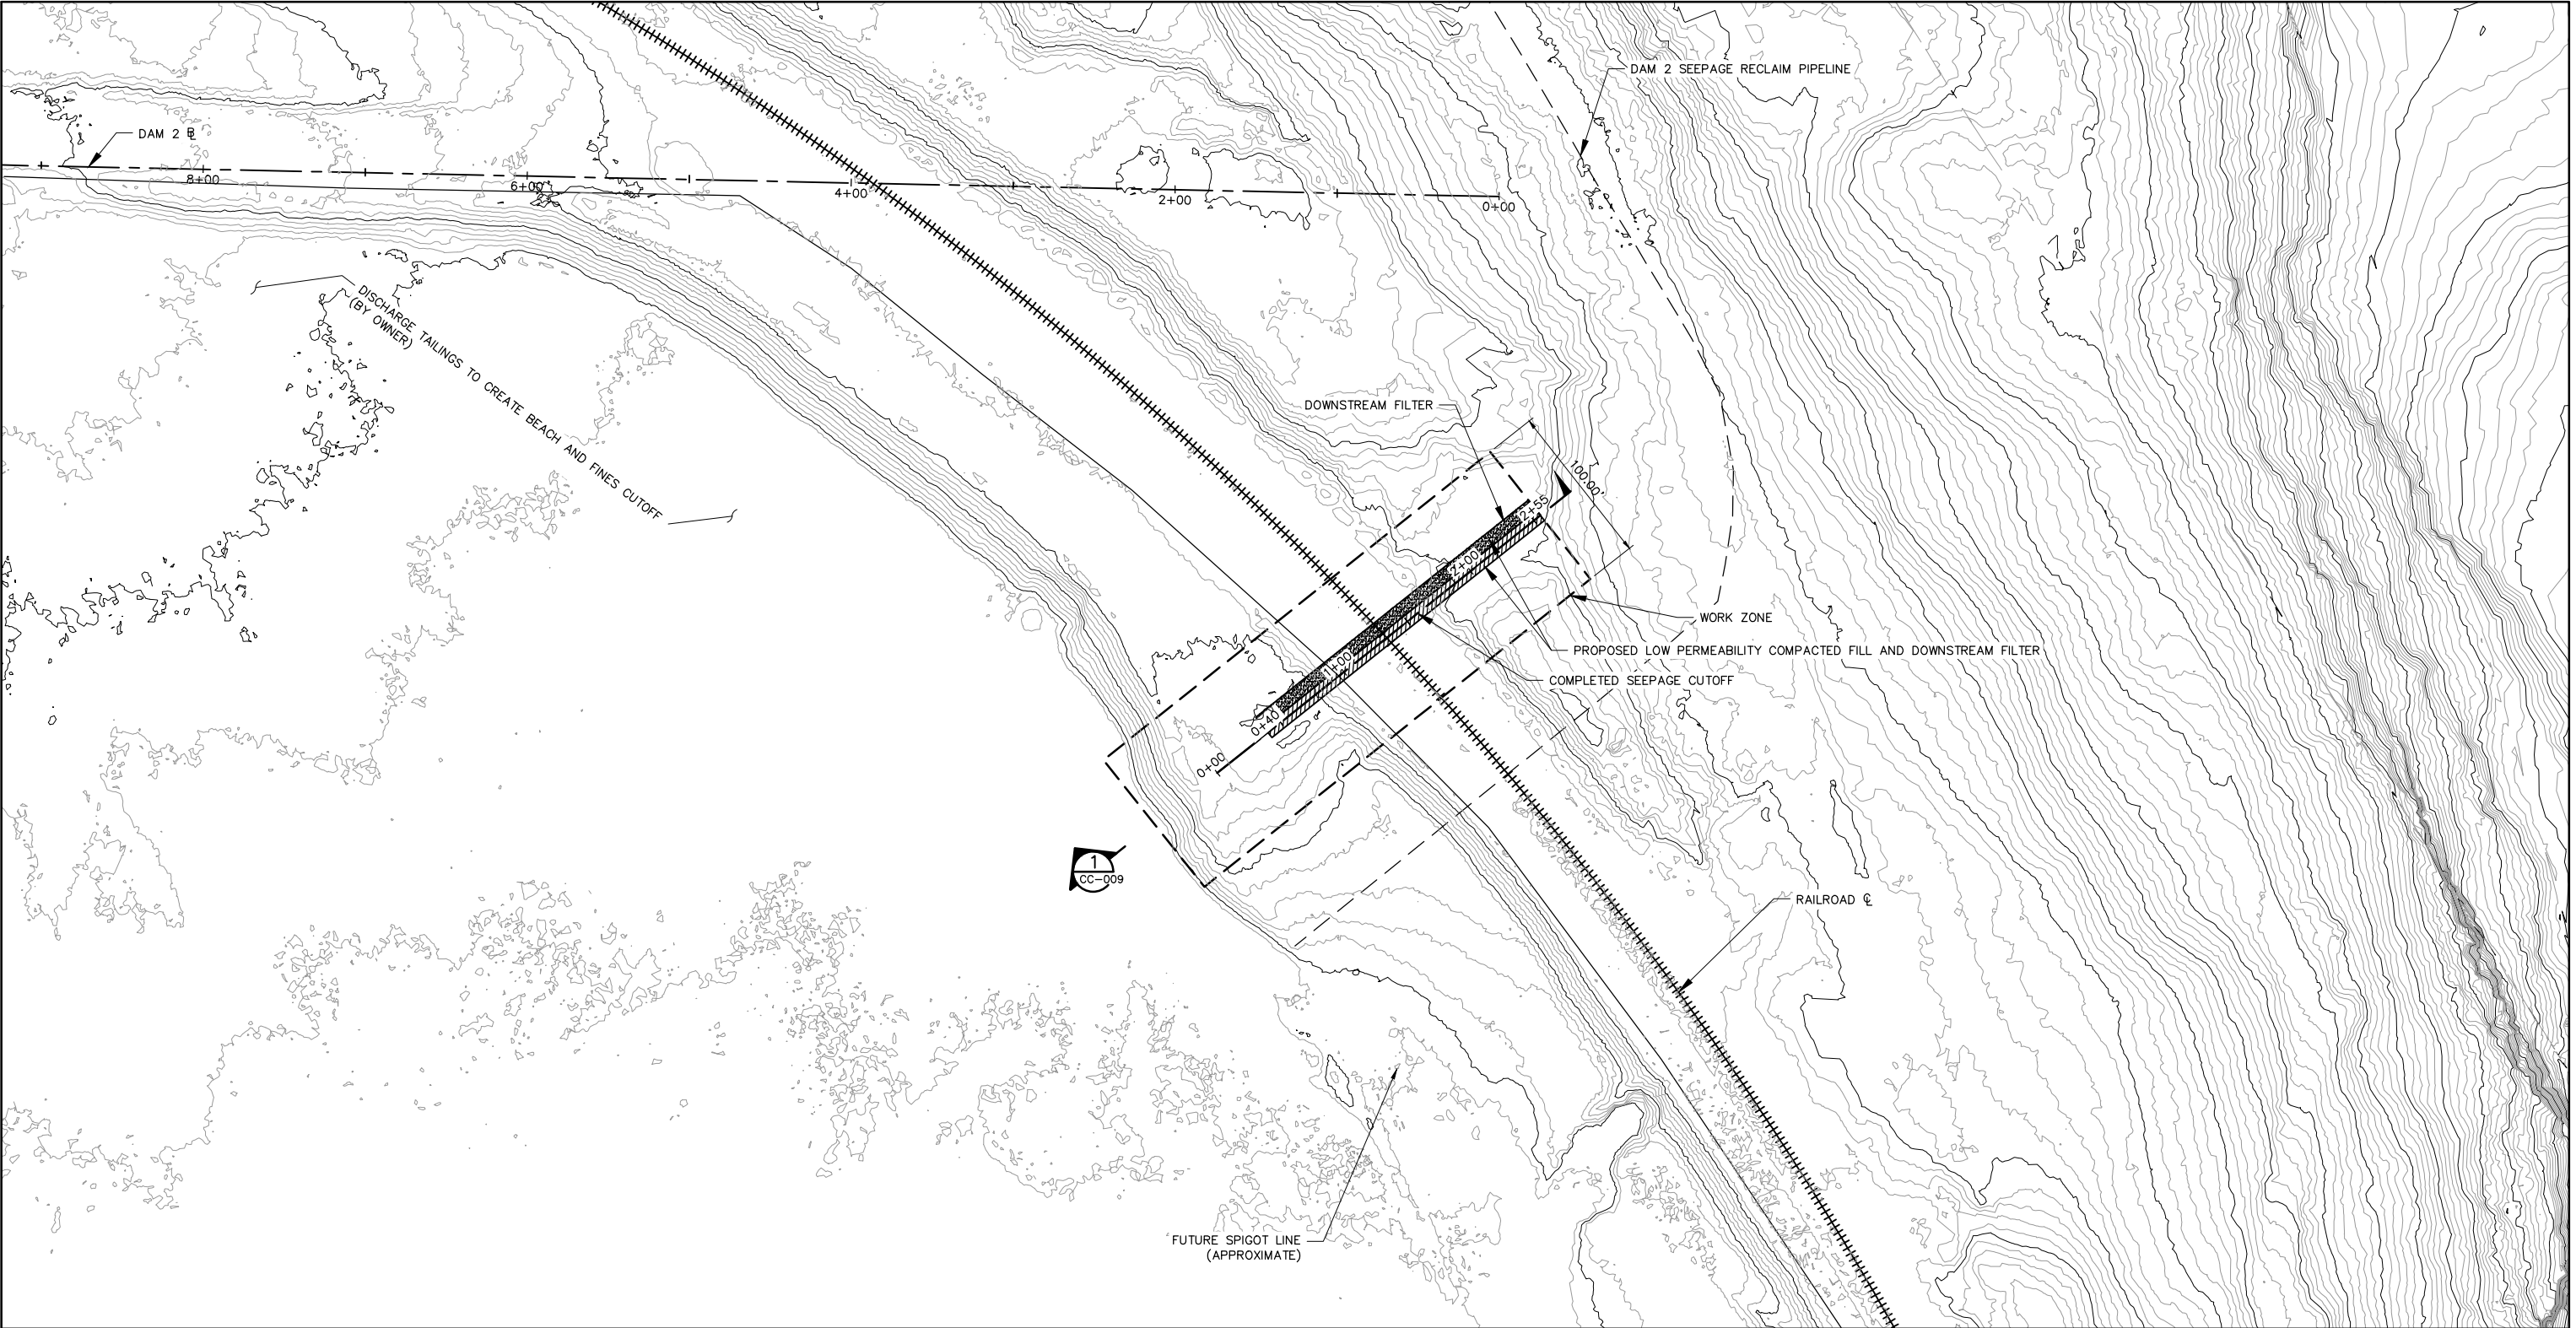 DAM 2 SEEPAGE RECLAIM PIPELINE
DAM 2 ⅊
8+00
6+00
4+00
2+00
0+00
DISCHARGE TAILINGS TO CREATE BEACH AND FINES CUTOFF
(BY OWNER)
DOWNSTREAM FILTER
100.00'
2+55
2+00
1+00
0+40
0+00
WORK ZONE
PROPOSED LOW PERMEABILITY COMPACTED FILL AND DOWNSTREAM FILTER
COMPLETED SEEPAGE CUTOFF
1
CC-009
RAILROAD ℄
FUTURE SPIGOT LINE
(APPROXIMATE)